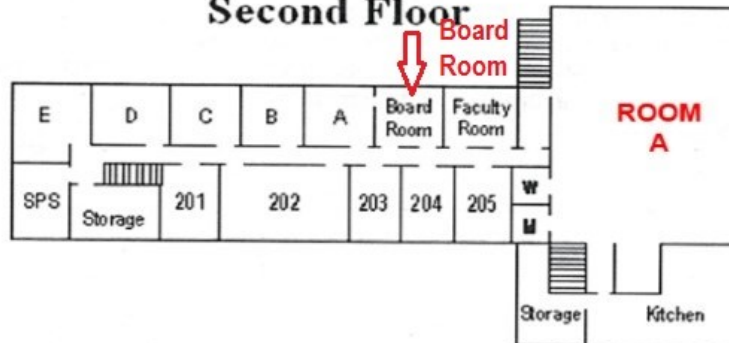 Second Floor
Board
Room
E
D
C
B
A
Board
Room
Faculty
Room
ROOM
A
SPS
Storage
201
202
203
204
205
W
M
Storage
Kitchen